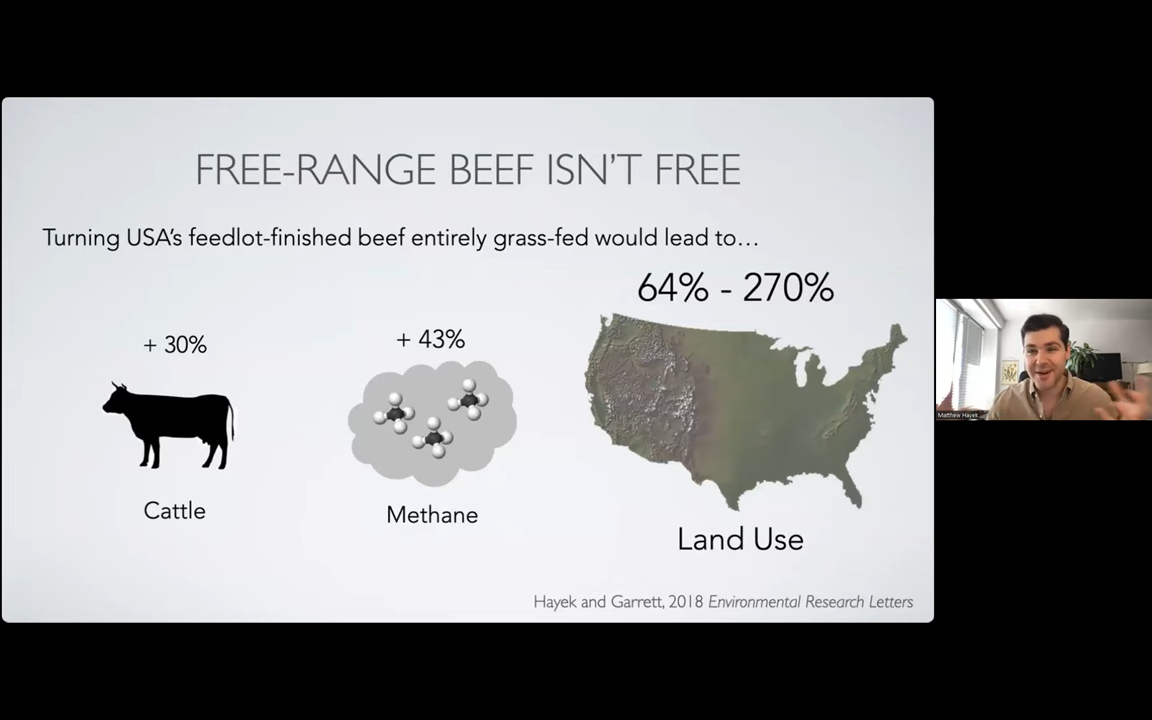 FREE-RANGE BEEF ISN'T FREE
Turning USA's feedlot-finished beef entirely grass-fed would lead to…
64% - 270%
+ 30%
+ 43%
Cattle
Methane
Land Use
Hayek and Garrett, 2018 Environmental Research Letters
Matthew Hayek